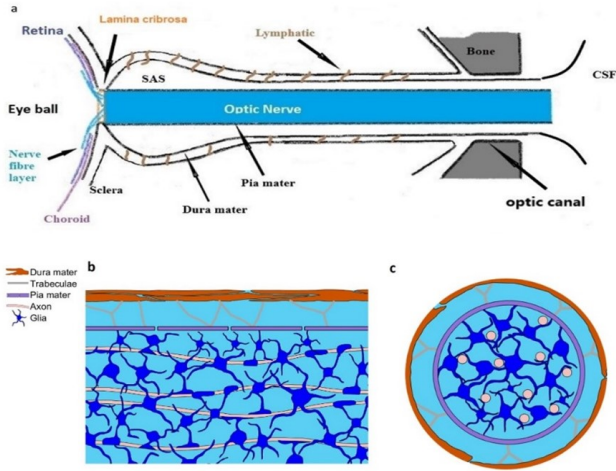 a
Lamina cribrosa
Retina
Lymphatic
Bone
SAS
CSF
Eye ball
Optic Nerve
Nerve
fibre
layer
Sclera
Pia mater
Dura mater
optic canal
Choroid
b
c
Dura mater
Trabeculae
Pia mater
Axon
Glia